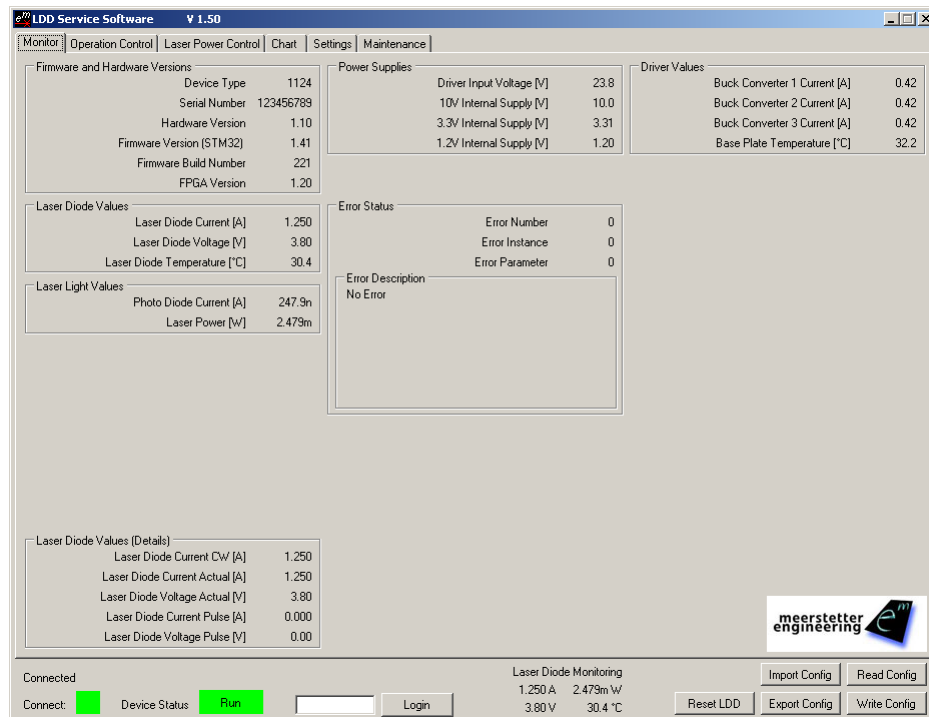 LDD Service Software V 1.50
Monitor Operation Control Laser Power Control Chart Settings Maintenance
Firmware and Hardware Versions
Device Type 1124
Serial Number 123456789
Hardware Version 1.10
Firmware Version (STM32) 1.41
Firmware Build Number 221
FPGA Version 1.20
Power Supplies
Driver Input Voltage [V] 23.8
10V Internal Supply [V] 10.0
3.3V Internal Supply [V] 3.31
1.2V Internal Supply [V] 1.20
Driver Values
Buck Converter 1 Current [A] 0.42
Buck Converter 2 Current [A] 0.42
Buck Converter 3 Current [A] 0.42
Base Plate Temperature [°C] 32.2
Laser Diode Values
Laser Diode Current [A] 1.250
Laser Diode Voltage [V] 3.80
Laser Diode Temperature [°C] 30.4
Error Status
Error Number 0
Error Instance 0
Error Parameter 0
Error Description
No Error
Laser Light Values
Photo Diode Current [A] 247.9n
Laser Power [W] 2.479m
Laser Diode Values (Details)
Laser Diode Current CW [A] 1.250
Laser Diode Current Actual [A] 1.250
Laser Diode Voltage Actual [V] 3.80
Laser Diode Current Pulse [A] 0.000
Laser Diode Voltage Pulse [V] 0.00
meerstetter
engineering
em
Connected
Connect: Device Status Run Login
Laser Diode Monitoring
1.250 A 2.479m W
3.80 V 30.4 °C
Import Config Read Config
Reset LDD Export Config Write Config